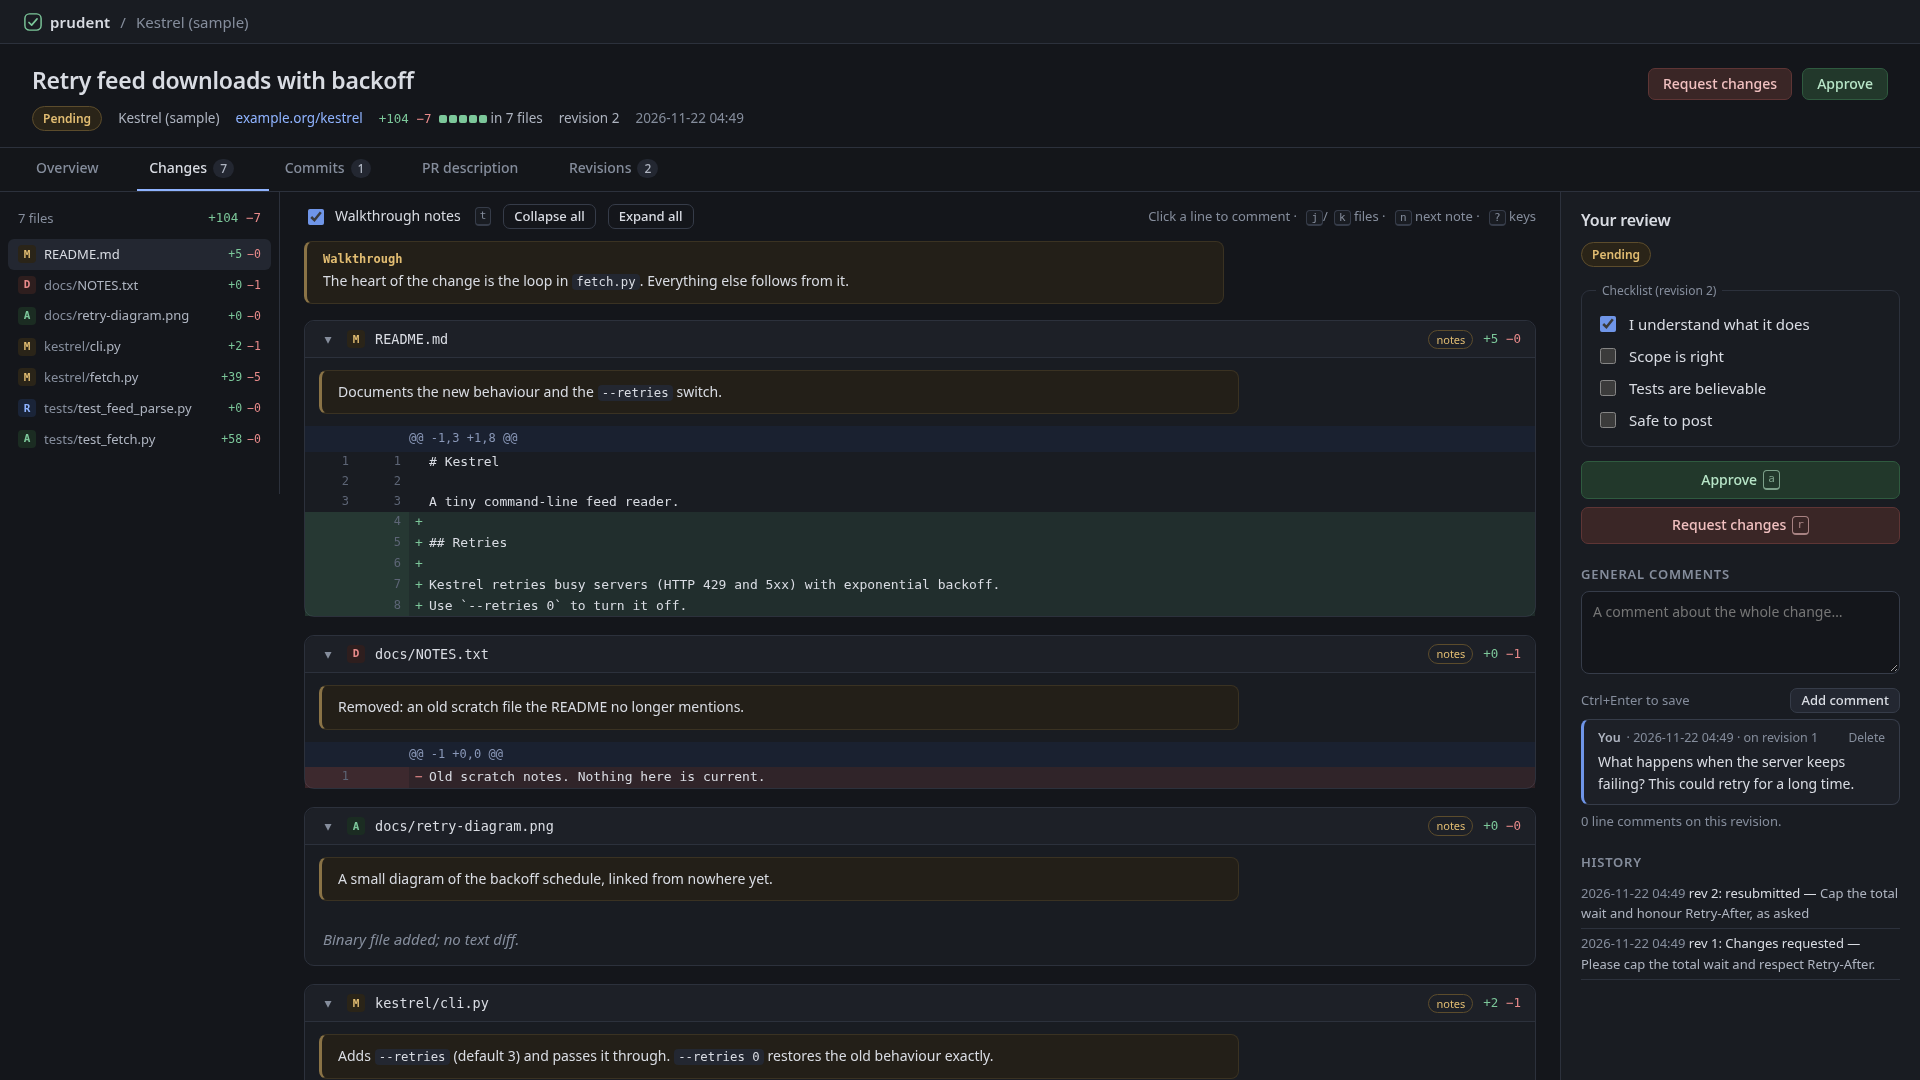 prudent / Kestrel (sample)
Retry feed downloads with backoff
Request changes
Approve
Pending Kestrel (sample) example.org/kestrel +104 −7 in 7 files revision 2 2026-11-22 04:49
Overview Changes 7 Commits 1 PR description Revisions 2
7 files +104 −7
M README.md +5 −0
D docs/NOTES.txt +0 −1
A docs/retry-diagram.png +0 −0
M kestrel/cli.py +2 −1
M kestrel/fetch.py +39 −5
R tests/test_feed_parse.py +0 −0
A tests/test_fetch.py +58 −0
Walkthrough notes t Collapse all Expand all
Click a line to comment · j / k files · n next note · ? keys
Walkthrough
The heart of the change is the loop in fetch.py. Everything else follows from it.
▼ M README.md notes +5 −0
Documents the new behaviour and the --retries switch.
@@ -1,3 +1,8 @@
1 1 # Kestrel
2 2
3 3 A tiny command-line feed reader.
4 +
5 + ## Retries
6 +
7 + Kestrel retries busy servers (HTTP 429 and 5xx) with exponential backoff.
8 + Use `--retries 0` to turn it off.
▼ D docs/NOTES.txt notes +0 −1
Removed: an old scratch file the README no longer mentions.
@@ -1 +0,0 @@
1 − Old scratch notes. Nothing here is current.
▼ A docs/retry-diagram.png notes +0 −0
A small diagram of the backoff schedule, linked from nowhere yet.
Binary file added; no text diff.
▼ M kestrel/cli.py notes +2 −1
Adds --retries (default 3) and passes it through. --retries 0 restores the old behaviour exactly.
Your review
Pending
Checklist (revision 2)
I understand what it does
Scope is right
Tests are believable
Safe to post
Approve a
Request changes r
GENERAL COMMENTS
A comment about the whole change…
Ctrl+Enter to save Add comment
You · 2026-11-22 04:49 · on revision 1 Delete
What happens when the server keeps
failing? This could retry for a long time.
0 line comments on this revision.
HISTORY
2026-11-22 04:49 rev 2: resubmitted — Cap the total
wait and honour Retry-After, as asked
2026-11-22 04:49 rev 1: Changes requested —
Please cap the total wait and respect Retry-After.